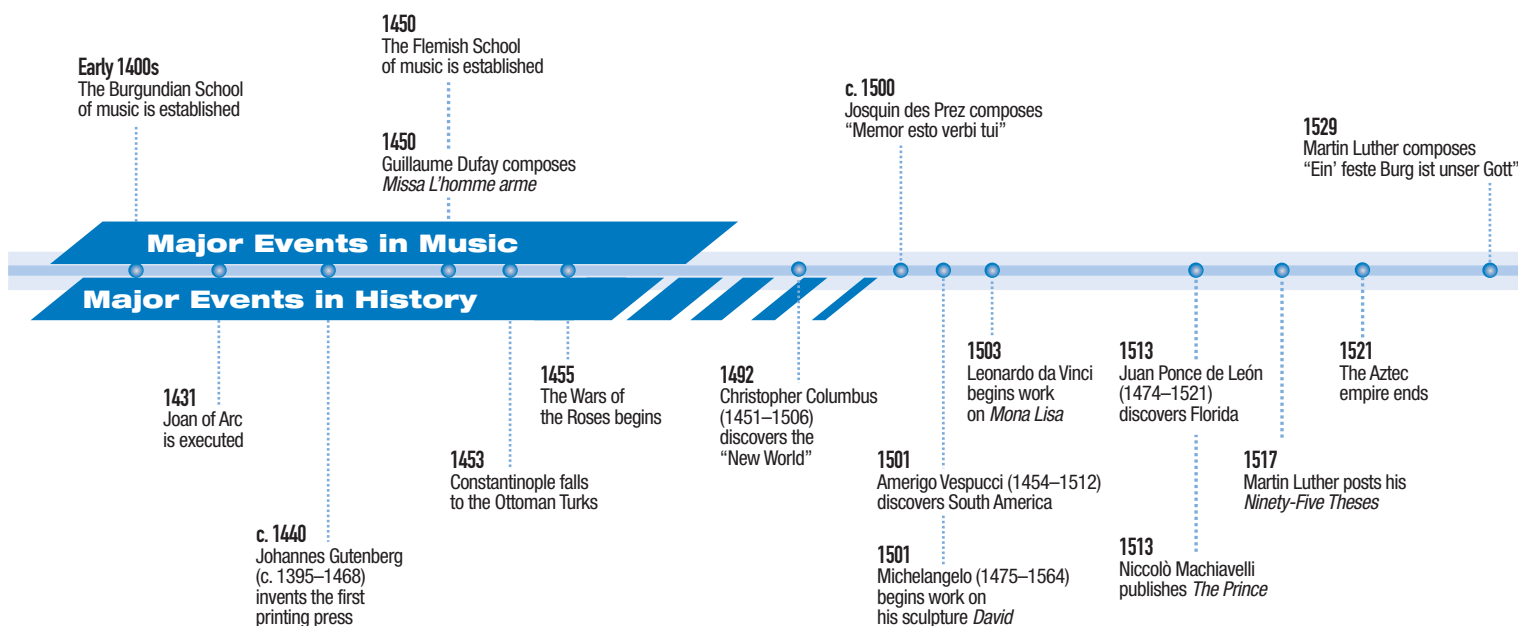 Early 1400s
The Burgundian School
of music is established
1450
The Flemish School
of music is established
1450
Guillaume Dufay composes
Missa L’homme arme
c. 1500
Josquin des Prez composes
“Memor esto verbi tui”
1529
Martin Luther composes
“Ein’ feste Burg ist unser Gott”
Major Events in Music
Major Events in History
1431
Joan of Arc
is executed
c. 1440
Johannes Gutenberg
(c. 1395–1468)
invents the first
printing press
1453
Constantinople falls
to the Ottoman Turks
1455
The Wars of
the Roses begins
1492
Christopher Columbus
(1451–1506)
discovers the
“New World”
1501
Amerigo Vespucci (1454–1512)
discovers South America
1501
Michelangelo (1475–1564)
begins work on
his sculpture David
1503
Leonardo da Vinci
begins work
on Mona Lisa
1513
Juan Ponce de León
(1474–1521)
discovers Florida
1513
Niccolò Machiavelli
publishes The Prince
1517
Martin Luther posts his
Ninety-Five Theses
1521
The Aztec
empire ends